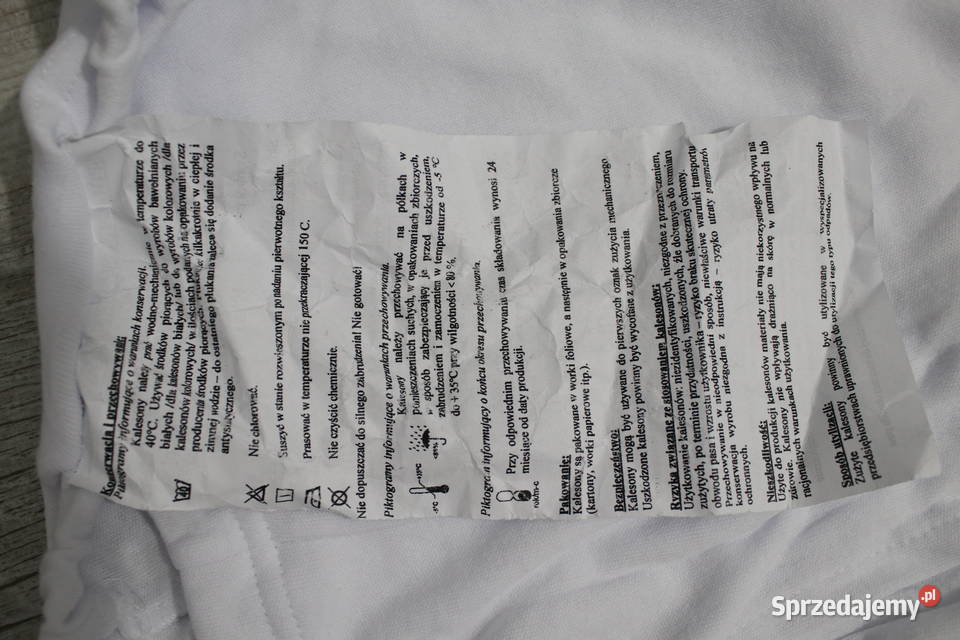 Konserwacja i przechowywanie:
Piktogramy informujące o warunkach konserwacji.
Kalesony należy prać wodno-mechanicznie w temperaturze do
40°C. Używać środków piorących do wyrobów bawełnianych
białych /dla kalesonów białych/ lub do wyrobów kolorowych /dla
kalesonów kolorowych/ w ilościach podanych na opakowaniu przez
producenta środków piorących. Płukanie kilkakrotnie w ciepłej i
zimnej wodzie – do ostatniego płukania zaleca się dodanie środka
antystatycznego.
40
Nie chlorować.
Suszyć w stanie rozwieszonym po nadaniu pierwotnego kształtu.
Prasować w temperaturze nie przekraczającej 150 C.
Nie czyścić chemicznie.
Nie dopuszczać do silnego zabrudzenia! Nie gotować!
Piktogramy informujące o warunkach przechowywania.
Kalesony należy przechowywać na półkach w
pomieszczeniach suchych, w opakowaniach zbiorczych,
w sposób zabezpieczający je przed uszkodzeniem,
zabrudzeniem i zamoczeniem w temperaturze od -5 °C
do + 35°C przy wilgotności < 80 %.
Piktogram informujący o końcu okresu przechowywania.
Przy odpowiednim przechowywaniu czas składowania wynosi 24
miesiące od daty produkcji.
rok/m-c
Pakowanie:
Kalesony są pakowane w worki foliowe, a następnie w opakowania zbiorcze
(kartony, worki papierowe itp.).
Bezpieczeństwo:
Kalesony mogą być używane do pierwszych oznak zużycia mechanicznego.
Uszkodzone kalesony powinny być wycofane z użytkowania.
Ryzyka związane ze stosowaniem kalesonów:
Użytkowanie kalesonów: niezidentyfikowanych, niezgodne z przeznaczeniem,
zużytych, po terminie przydatności, uszkodzonych, źle dobranych do rozmiaru
obwodu pasa i wzrostu użytkownika – ryzyko braku skutecznej ochrony.
Przechowywanie w nieodpowiedni sposób, niewłaściwe warunki transportu
konserwacja wyrobu niezgodna z instrukcją – ryzyko utraty parametrów
ochronnych.
Nieszkodliwość:
Użyte do produkcji kalesonów materiały nie mają niekorzystnego wpływu na
zdrowie. Kalesony nie wpływają drażniąco na skórę w normalnych lub
racjonalnych warunkach użytkowania.
Sposób utylizacji:
Zużyte kalesony powinny być utylizowane w wyspecjalizowanych
przedsiębiorstwach uprawnionych do utylizacji tego typu odpadów.
Sprzedajemy.pl